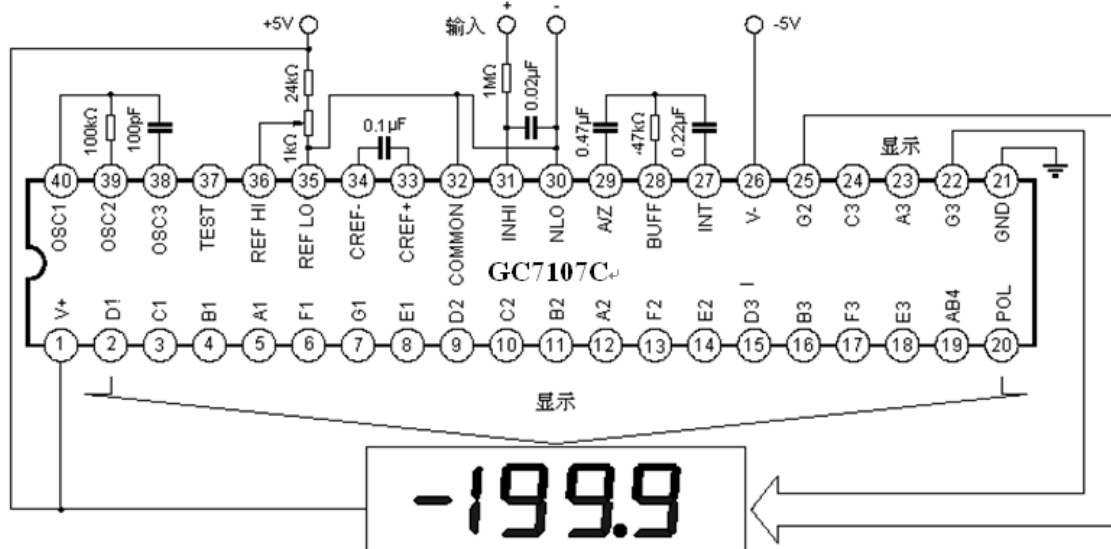 +5V 输入 + - -5V
24kΩ
1kΩ
100kΩ
100pF
0.1μF
1MΩ
0.02μF
0.47μF
47kΩ
0.22μF
显示
40 39 38 37 36 35 34 33 32 31 30 29 28 27 26 25 24 23 22 21
OSC1 OSC2 OSC3 TEST REF HI REF LO CREF- CREF+ COMMON INHI NLO A/Z BUFF INT V- G2 C3 A3 G3 GND
GC7107C
V+ D1 C1 B1 A1 F1 G1 E1 D2 C2 B2 A2 F2 E2 D3 B3 F3 E3 AB4 POL
1 2 3 4 5 6 7 8 9 10 11 12 13 14 15 16 17 18 19 20
显示
-199.9